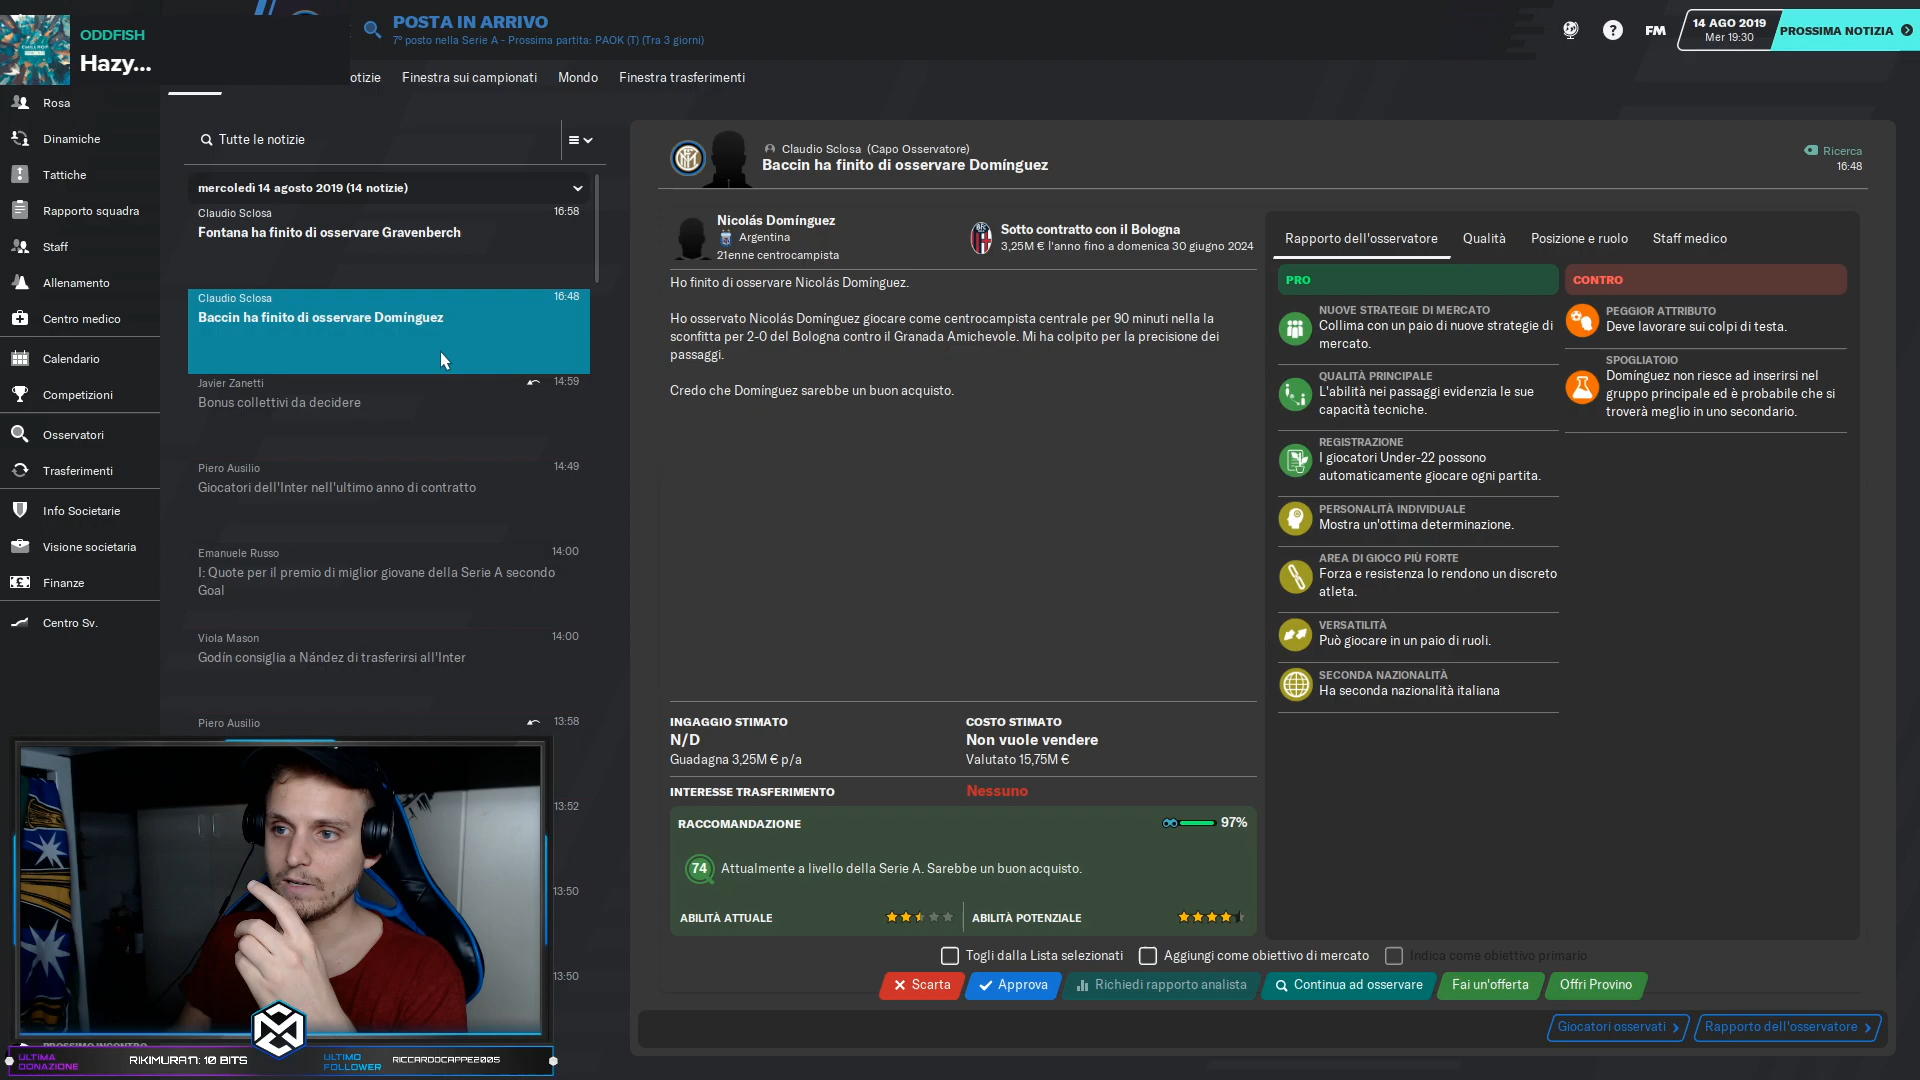 ODDFISH
Hazy...
POSTA IN ARRIVO
7° posto nella Serie A - Prossima partita: PAOK (T) (Tra 3 giorni)
FM
14 AGO 2019
Mer 19:30
PROSSIMA NOTIZIA
otizie
Finestra sui campionati
Mondo
Finestra trasferimenti
Rosa
Dinamiche
Tattiche
Rapporto squadra
Staff
Allenamento
Centro medico
Calendario
Competizioni
Osservatori
Trasferimenti
Info Societarie
Visione societaria
Finanze
Centro Sv.
Tutte le notizie
mercoledì 14 agosto 2019 (14 notizie)
Claudio Sclosa 16:58
Fontana ha finito di osservare Gravenberch
Claudio Sclosa 16:48
Baccin ha finito di osservare Domínguez
Javier Zanetti 14:59
Bonus collettivi da decidere
Piero Ausilio 14:49
Giocatori dell'Inter nell'ultimo anno di contratto
Emanuele Russo 14:00
I: Quote per il premio di miglior giovane della Serie A secondo
Goal
Viola Mason 14:00
Godín consiglia a Nández di trasferirsi all'Inter
Piero Ausilio 13:58
13:52
13:50
13:50
Claudio Sclosa (Capo Osservatore)
Baccin ha finito di osservare Domínguez
Ricerca
16:48
Nicolás Domínguez
Argentina
21enne centrocampista
Sotto contratto con il Bologna
3,25M € l'anno fino a domenica 30 giugno 2024
Ho finito di osservare Nicolás Domínguez.
Ho osservato Nicolás Domínguez giocare come centrocampista centrale per 90 minuti nella la
sconfitta per 2-0 del Bologna contro il Granada Amichevole. Mi ha colpito per la precisione dei
passaggi.
Credo che Domínguez sarebbe un buon acquisto.
INGAGGIO STIMATO
N/D
Guadagna 3,25M € p/a
COSTO STIMATO
Non vuole vendere
Valutato 15,75M €
INTERESSE TRASFERIMENTO
Nessuno
RACCOMANDAZIONE
97%
74
Attualmente a livello della Serie A. Sarebbe un buon acquisto.
ABILITÀ ATTUALE
ABILITÀ POTENZIALE
Rapporto dell'osservatore
Qualità
Posizione e ruolo
Staff medico
PRO
NUOVE STRATEGIE DI MERCATO
Collima con un paio di nuove strategie di
mercato.
QUALITÀ PRINCIPALE
L'abilità nei passaggi evidenzia le sue
capacità tecniche.
REGISTRAZIONE
I giocatori Under-22 possono
automaticamente giocare ogni partita.
PERSONALITÀ INDIVIDUALE
Mostra un'ottima determinazione.
AREA DI GIOCO PIÙ FORTE
Forza e resistenza lo rendono un discreto
atleta.
VERSATILITÀ
Può giocare in un paio di ruoli.
SECONDA NAZIONALITÀ
Ha seconda nazionalità italiana
CONTRO
PEGGIOR ATTRIBUTO
Deve lavorare sui colpi di testa.
SPOGLIATOIO
Domínguez non riesce ad inserirsi nel
gruppo principale ed è probabile che si
troverà meglio in uno secondario.
Togli dalla Lista selezionati
Aggiungi come obiettivo di mercato
Indica come obiettivo primario
Scarta
Approva
Richiedi rapporto analista
Continua ad osservare
Fai un'offerta
Offri Provino
Giocatori osservati
Rapporto dell'osservatore
ULTIMA
DONAZIONE
RIKIMURA17: 10 BITS
ULTIMO
FOLLOWER
RICCARDOCAPPE2005